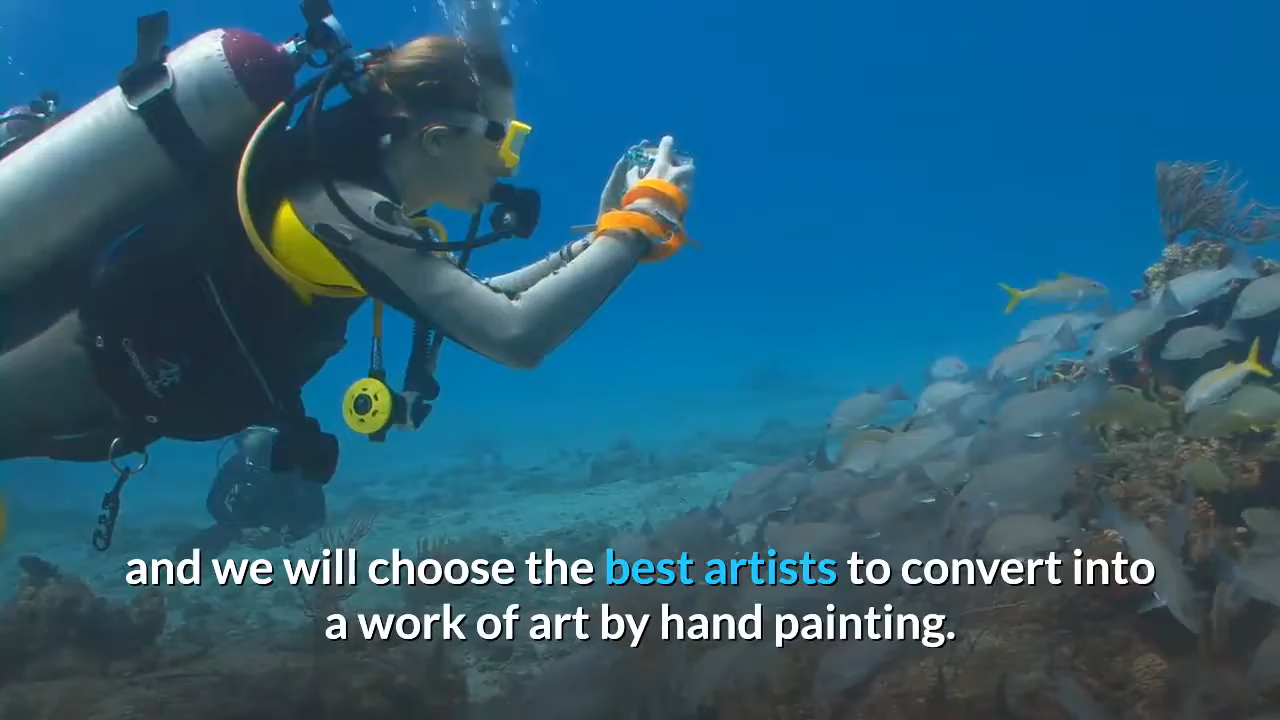 and we will choose the best artists to convert into
a work of art by hand painting.